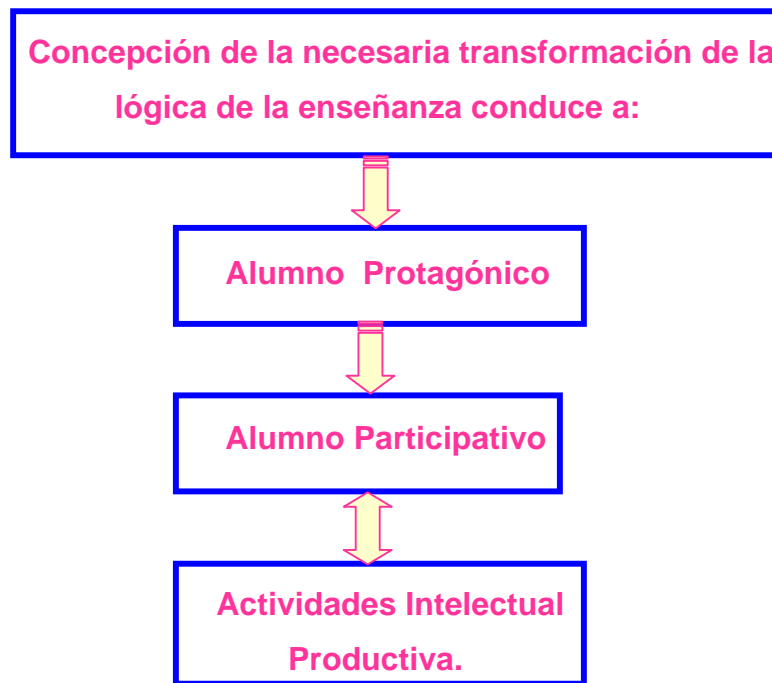 Concepción de la necesaria transformación de la
lógica de la enseñanza conduce a:
Alumno Protagónico
Alumno Participativo
Actividades Intelectual
Productiva.